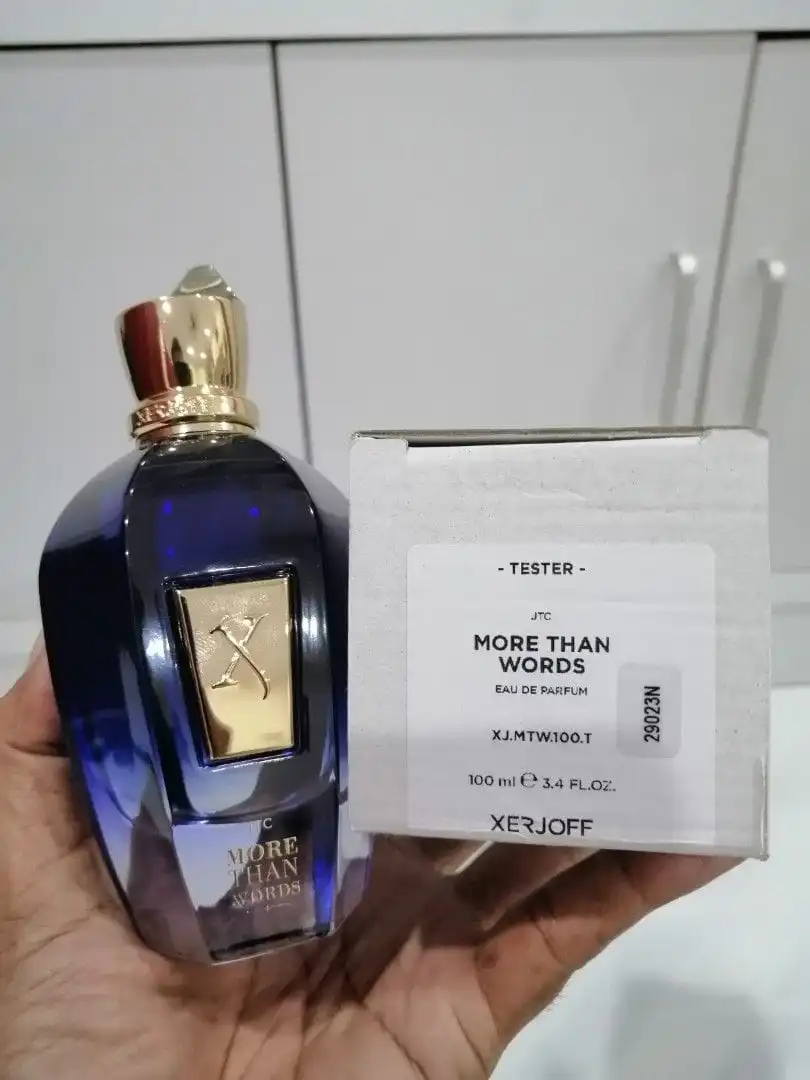 X
JTC
MORE
THAN
WORDS
- TESTER -
JTC
MORE THAN
WORDS
EAU DE PARFUM
29023N
XJ.MTW.100.T
100 ml ℮ 3.4 FL.OZ.
XERJOFF